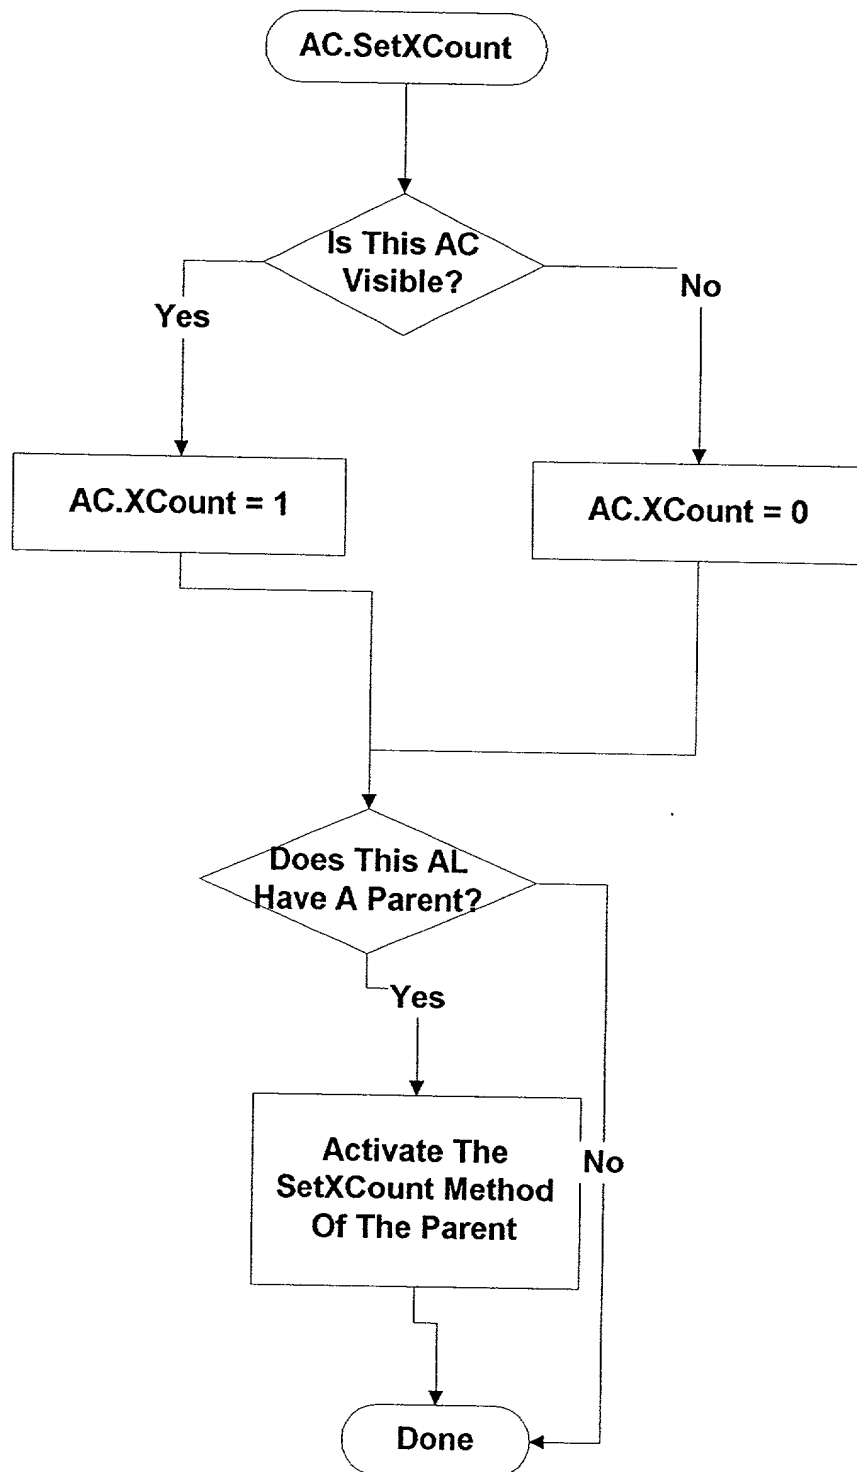 AC.SetXCount
Is This AC
Visible?
Yes
No
AC.XCount = 1
AC.XCount = 0
Does This AL
Have A Parent?
Yes
Activate The
SetXCount Method
Of The Parent
No
Done